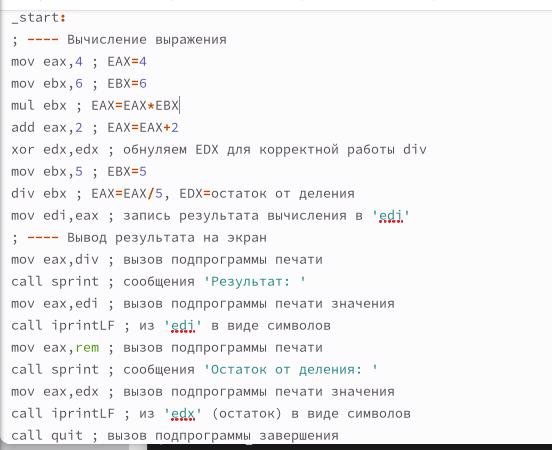 _start:
; ---- Вычисление выражения
mov eax,4 ; EAX=4
mov ebx,6 ; EBX=6
mul ebx ; EAX=EAX*EBX
add eax,2 ; EAX=EAX+2
xor edx,edx ; обнуляем EDX для корректной работы div
mov ebx,5 ; EBX=5
div ebx ; EAX=EAX/5, EDX=остаток от деления
mov edi,eax ; запись результата вычисления в 'edi'
; ---- Вывод результата на экран
mov eax,div ; вызов подпрограммы печати
call sprint ; сообщения 'Результат: '
mov eax,edi ; вызов подпрограммы печати значения
call iprintLF ; из 'edi' в виде символов
mov eax,rem ; вызов подпрограммы печати
call sprint ; сообщения 'Остаток от деления: '
mov eax,edx ; вызов подпрограммы печати значения
call iprintLF ; из 'edx' (остаток) в виде символов
call quit ; вызов подпрограммы завершения